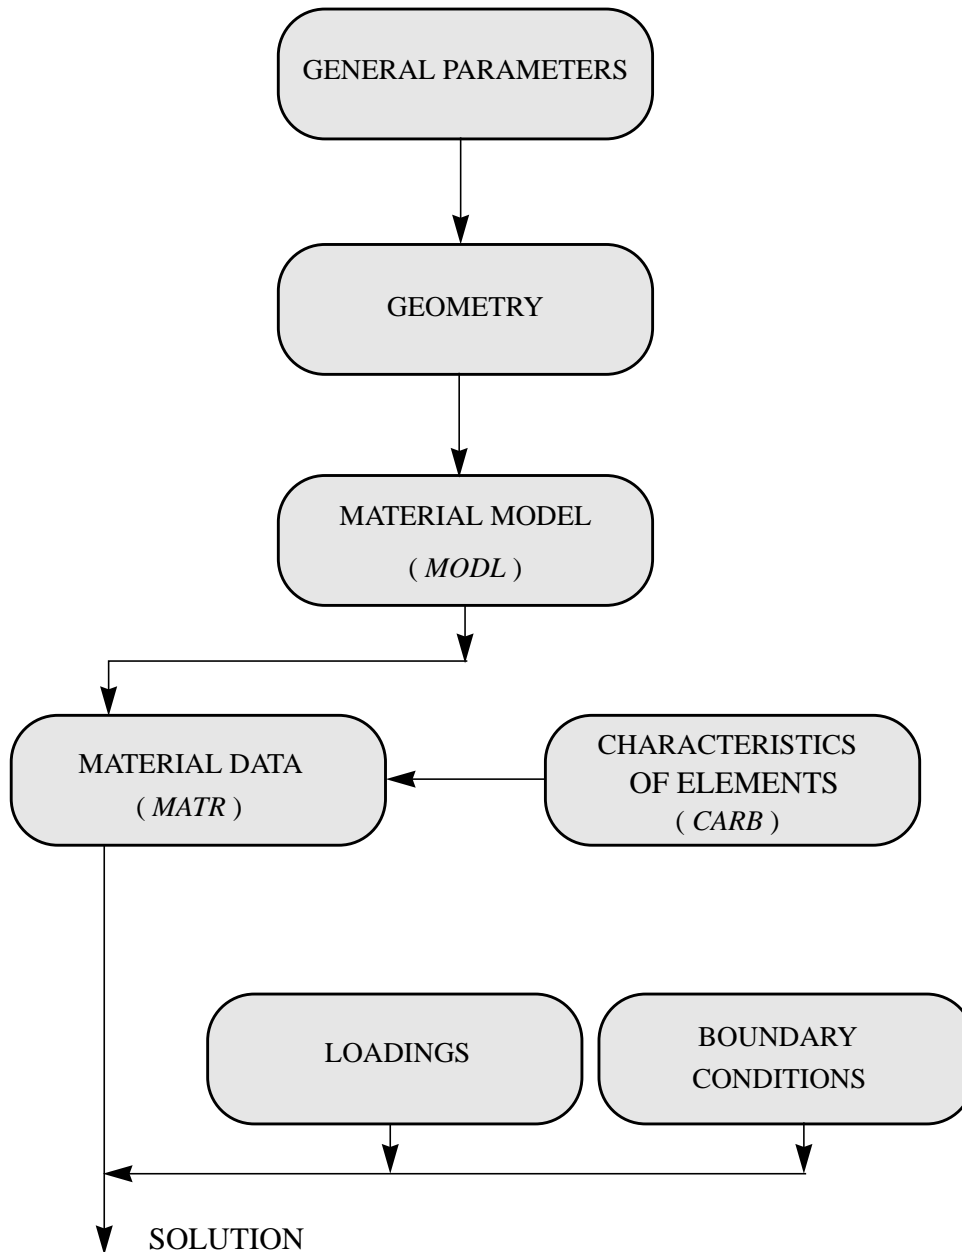 GENERAL PARAMETERS
GEOMETRY
MATERIAL MODEL
( MODL )
MATERIAL DATA
( MATR )
CHARACTERISTICS
OF ELEMENTS
( CARB )
LOADINGS
BOUNDARY
CONDITIONS
SOLUTION